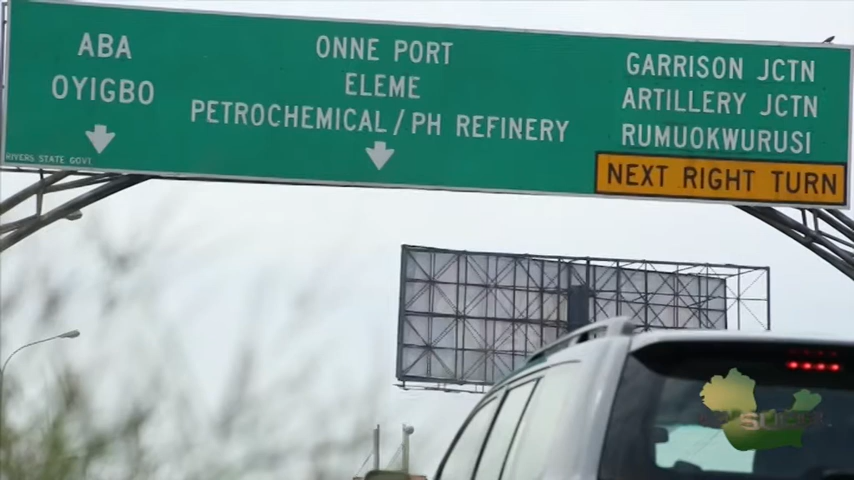 ABA
OYIGBO
RIVERS STATE GOVT.
ONNE PORT
ELEME
PETROCHEMICAL/PH REFINERY
GARRISON JCTN
ARTILLERY JCTN
RUMUOKWURUSI
NEXT RIGHT TURN